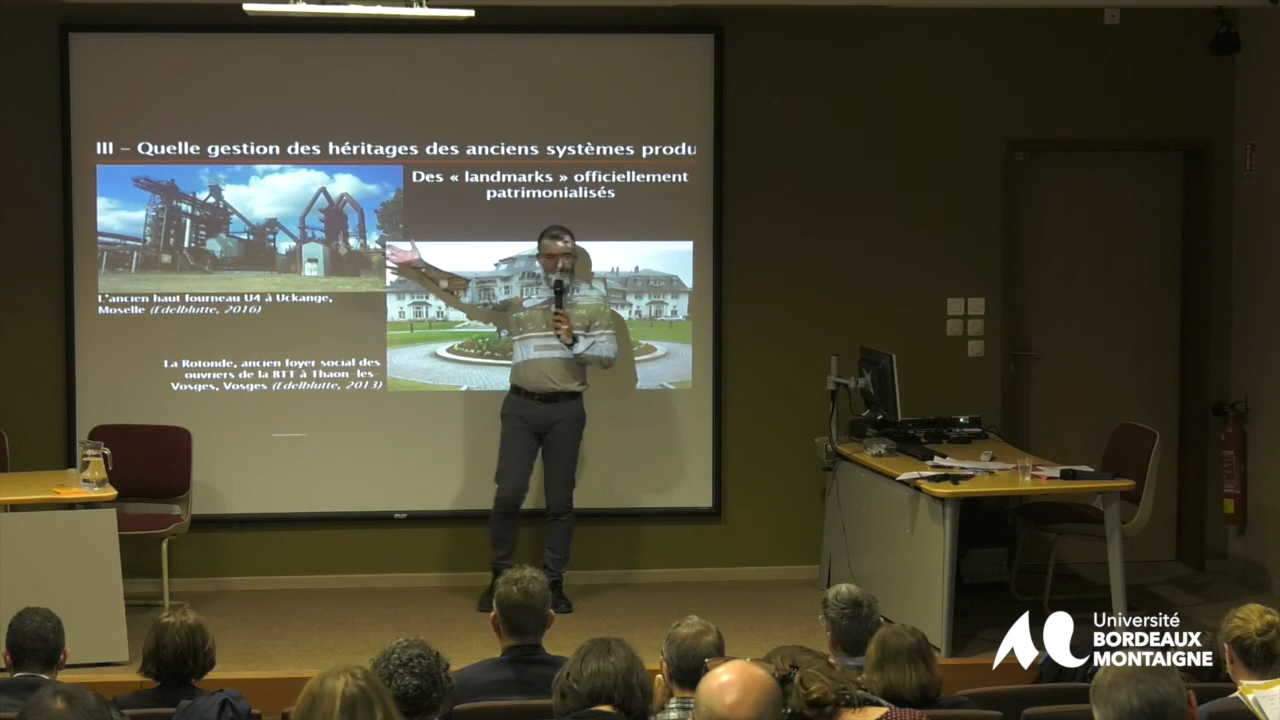 III – Quelle gestion des héritages des anciens systèmes produ
Des « landmarks » officiellement
patrimonialisés
L'ancien haut fourneau U4 à Uckange,
Moselle (Edelblutte, 2016)
La Rotonde, ancien foyer social des
ouvriers de la BTT à Thaon-les-
Vosges, Vosges (Edelblutte, 2013)
Université
BORDEAUX
MONTAIGNE